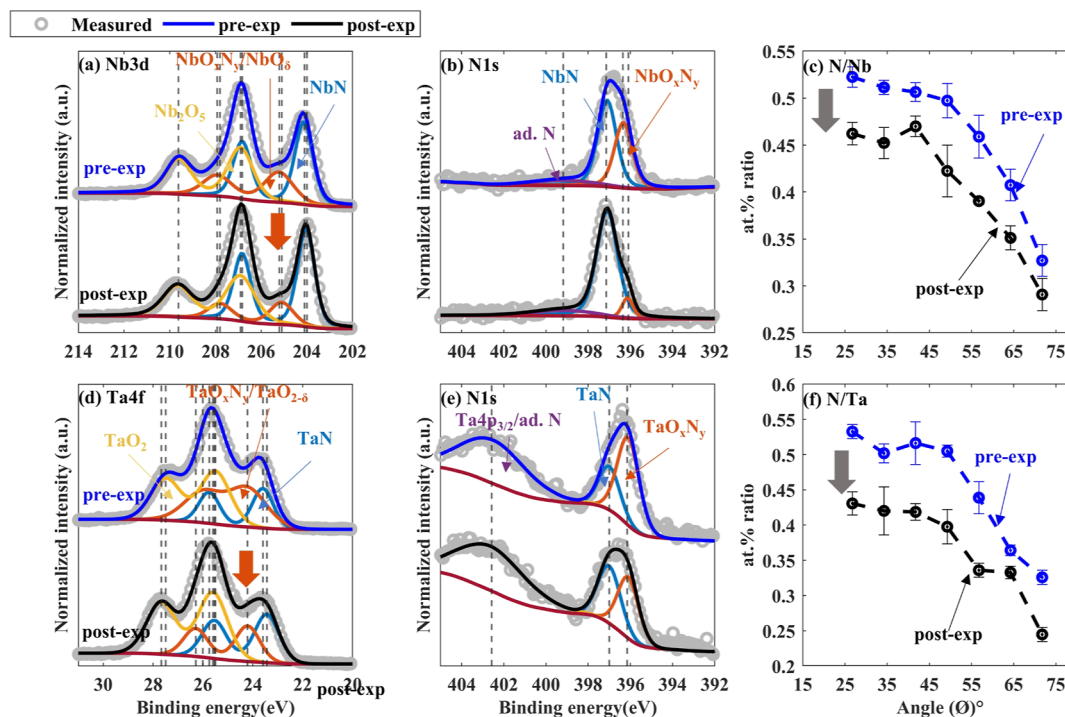 Measured pre-exp post-exp
(a) Nb3d
NbOxNy/NbOδ
NbN
Nb2O5
pre-exp
post-exp
Normalized intensity (a.u.)
214 212 210 208 206 204 202
(b) N1s
NbN
NbOxNy
ad. N
Normalized intensity (a.u.)
404 402 400 398 396 394 392
(c) N/Nb
pre-exp
post-exp
at.% ratio
0.55
0.5
0.45
0.4
0.35
0.3
0.25
15 25 35 45 55 65 75
(d) Ta4f
TaOxNy/TaO2-δ
TaO2
TaN
pre-exp
post-exp
Normalized intensity (a.u.)
30 28 26 24 22 20
post-exp
Binding energy(eV)
(e) N1s
TaN
Ta4p3/2/ad. N
TaOxNy
Normalized intensity (a.u.)
404 402 400 398 396 394 392
Binding energy(eV)
(f) N/Ta
pre-exp
post-exp
at.% ratio
0.6
0.55
0.5
0.45
0.4
0.35
0.3
0.25
0.2
15 25 35 45 55 65 75
Angle (Ø)°